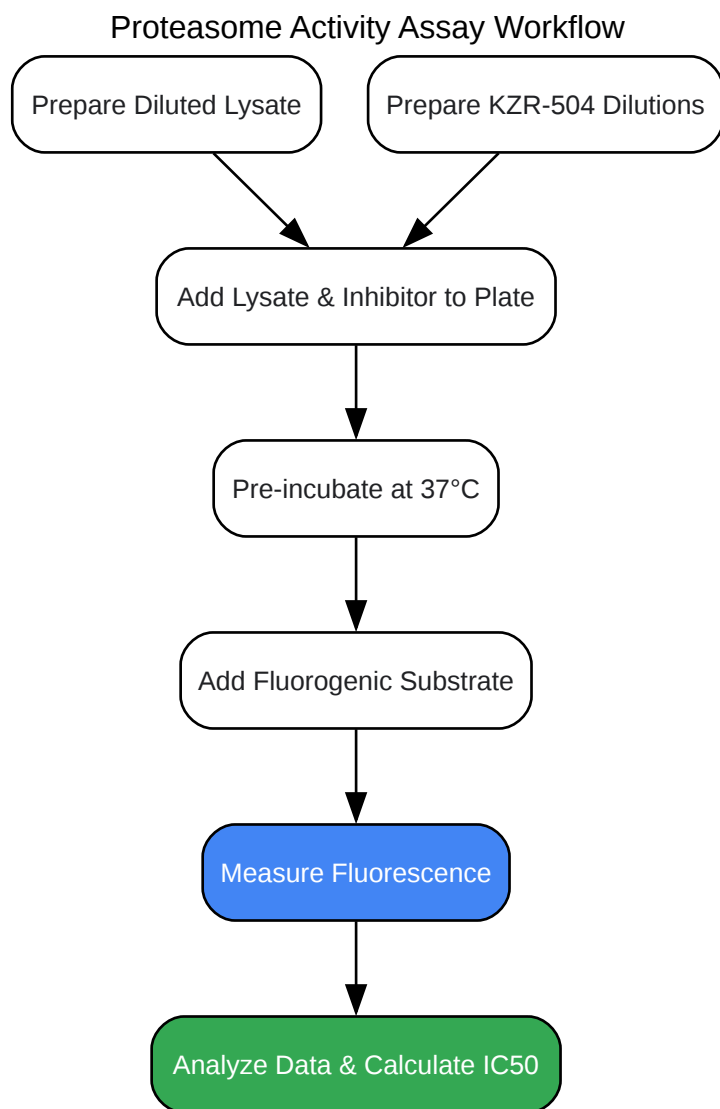 Proteasome Activity Assay Workflow
Prepare Diluted Lysate
Prepare KZR-504 Dilutions
Add Lysate & Inhibitor to Plate
Pre-incubate at 37°C
Add Fluorogenic Substrate
Measure Fluorescence
Analyze Data & Calculate IC50